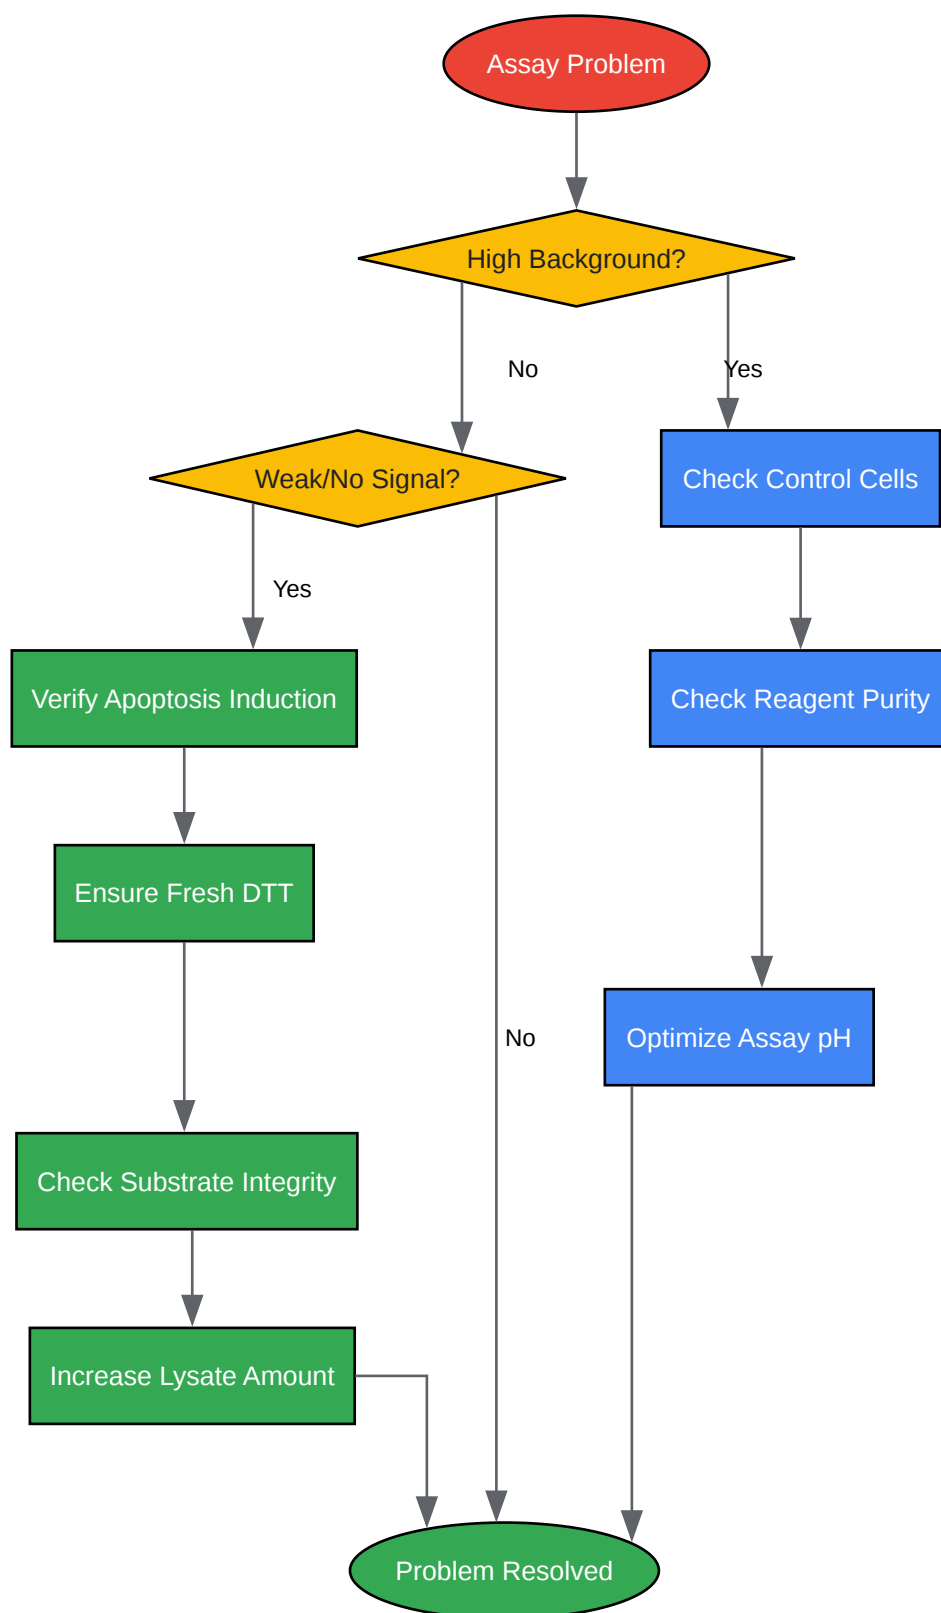 Assay Problem
High Background?
No
Yes
Weak/No Signal?
Check Control Cells
Yes
Verify Apoptosis Induction
Check Reagent Purity
Ensure Fresh DTT
No
Optimize Assay pH
Check Substrate Integrity
Increase Lysate Amount
Problem Resolved